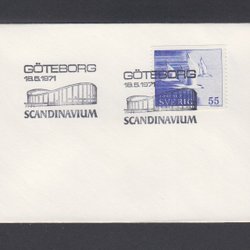 GÖTEBORG
18.5.1971
SCANDINAVIUM
GÖTEBORG
18.5.1971
SVERIGE 55
SCANDINAVIUM